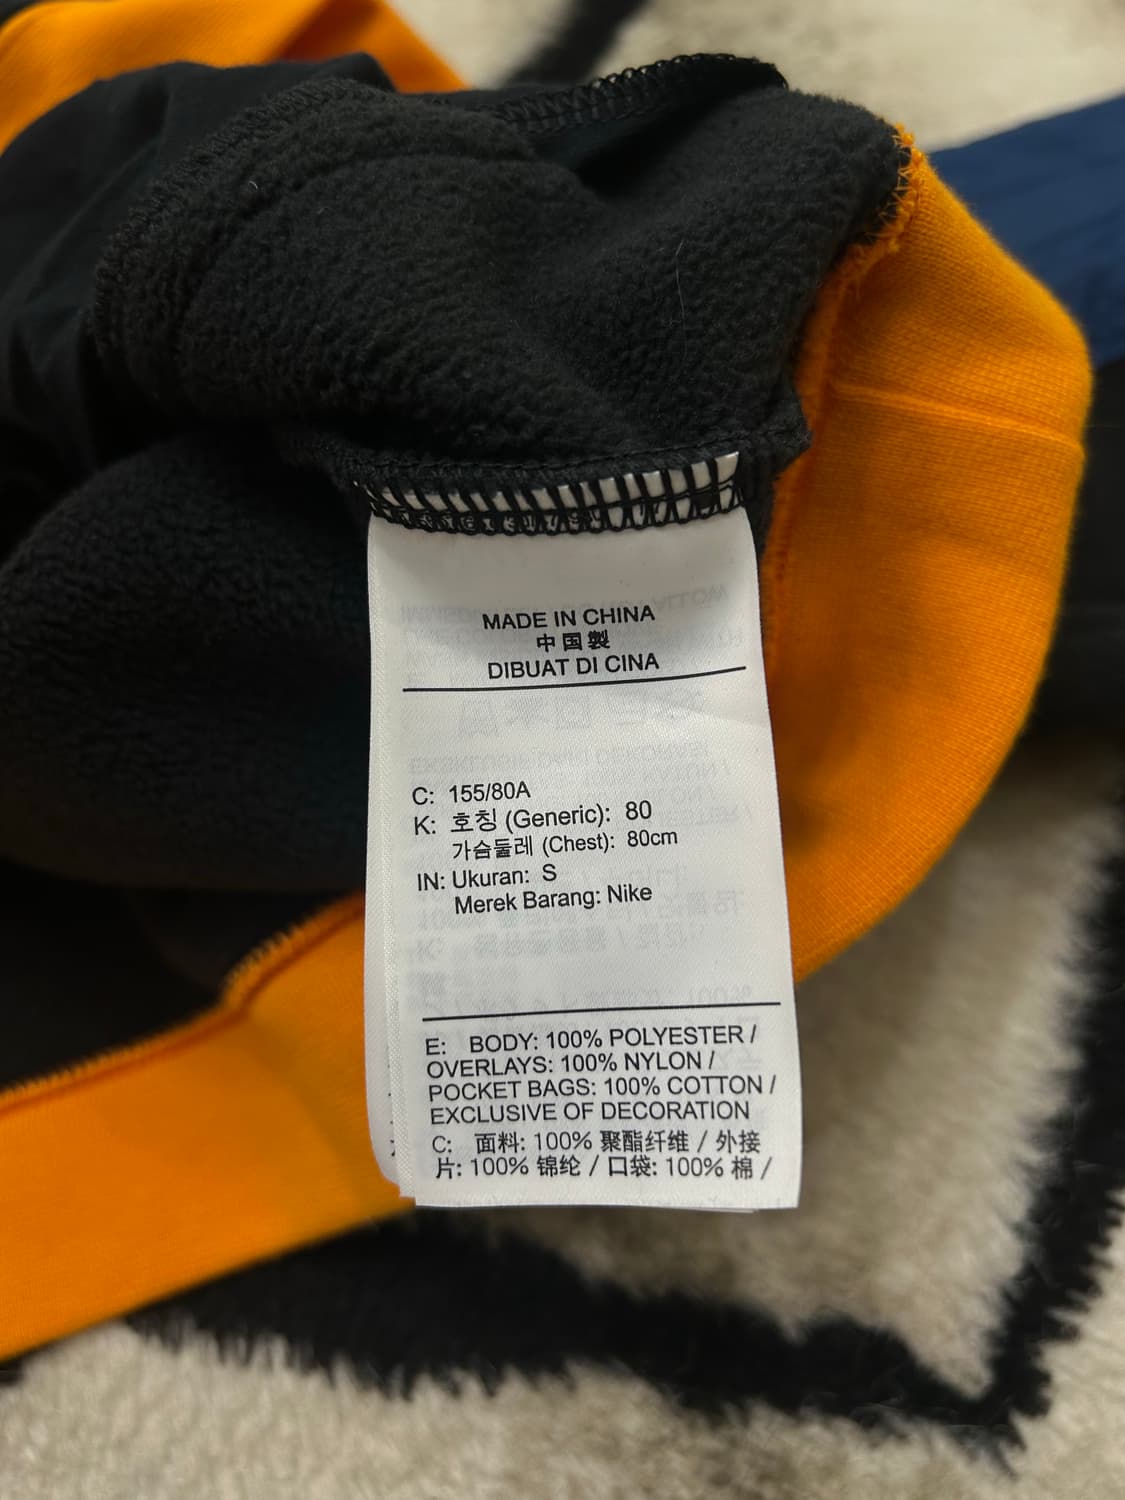 MADE IN CHINA
中国製
DIBUAT DI CINA
C: 155/80A
K: 호칭 (Generic): 80
가슴둘레 (Chest): 80cm
IN: Ukuran: S
Merek Barang: Nike
E: BODY: 100% POLYESTER /
OVERLAYS: 100% NYLON /
POCKET BAGS: 100% COTTON /
EXCLUSIVE OF DECORATION
C: 面料: 100% 聚酯纤维 / 外接
片: 100% 锦纶 / 口袋: 100% 棉 /